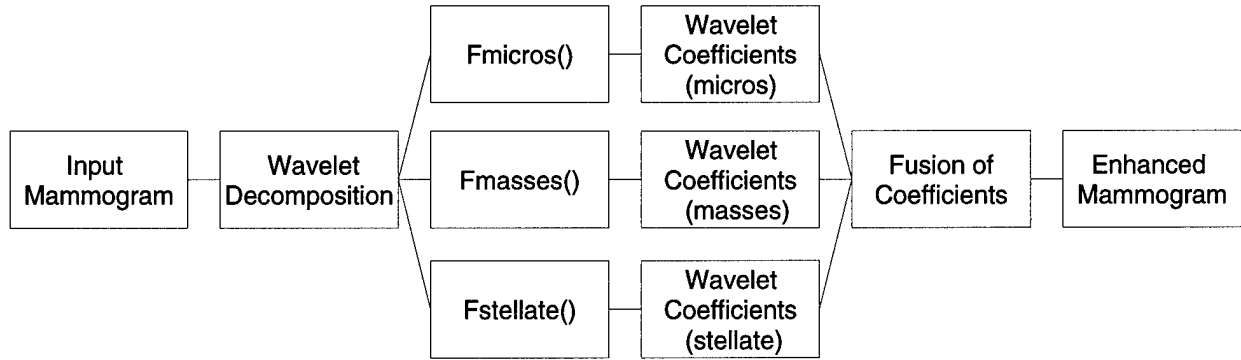 Input
Mammogram
Wavelet
Decomposition
Fmicros()
Wavelet
Coefficients
(micros)
Fmasses()
Wavelet
Coefficients
(masses)
Fstellate()
Wavelet
Coefficients
(stellate)
Fusion of
Coefficients
Enhanced
Mammogram